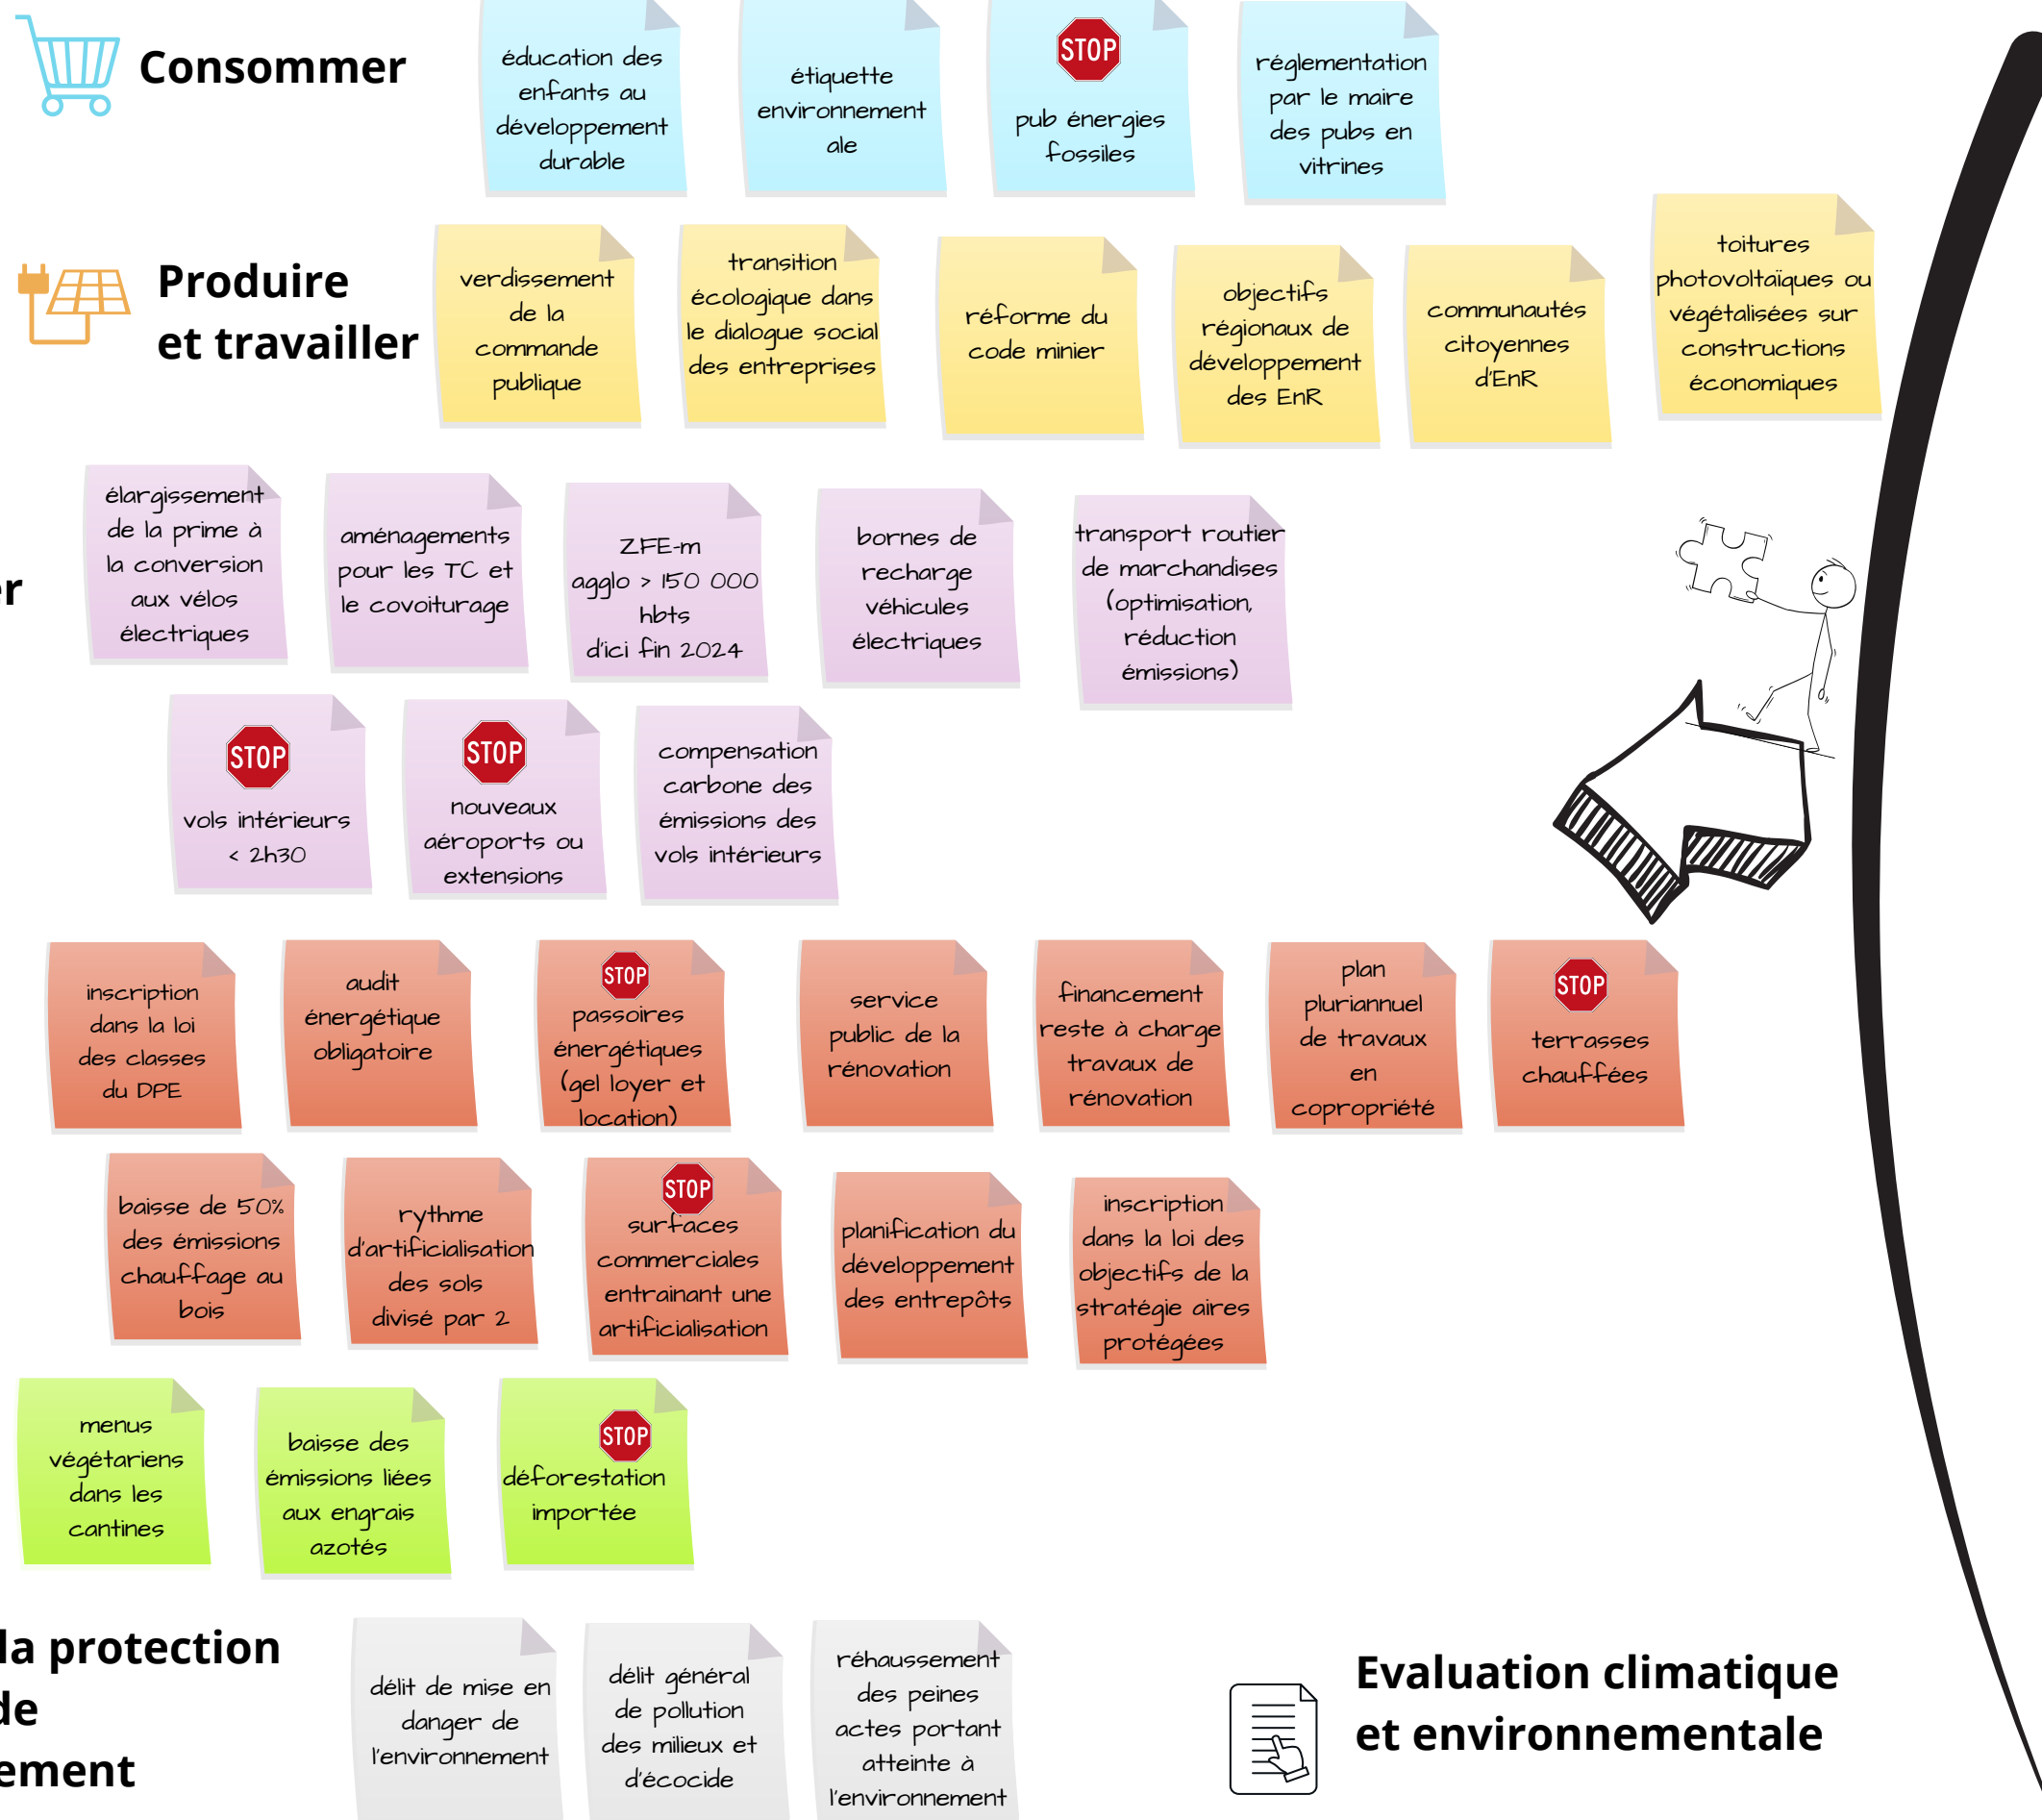 Consommer
éducation des
enfants au
développement
durable
étiquette
environnement
ale
STOP
pub énergies
fossiles
réglementation
par le maire
des pubs en
vitrines
Produire
et travailler
verdissement
de la
commande
publique
transition
écologique dans
le dialogue social
des entreprises
réforme du
code minier
objectifs
régionaux de
développement
des EnR
communautés
citoyennes
d'EnR
toitures
photovoltaïques ou
végétalisées sur
constructions
économiques
er
élargissement
de la prime à
la conversion
aux vélos
électriques
aménagements
pour les TC et
le covoiturage
ZFE-m
agglo > 150 000
hbts
d'ici fin 2024
bornes de
recharge
véhicules
électriques
transport routier
de marchandises
(optimisation,
réduction
émissions)
STOP
vols intérieurs
< 2h30
STOP
nouveaux
aéroports ou
extensions
compensation
carbone des
émissions des
vols intérieurs
inscription
dans la loi
des classes
du DPE
audit
énergétique
obligatoire
STOP
passoires
énergétiques
(gel loyer et
location)
service
public de la
rénovation
financement
reste à charge
travaux de
rénovation
plan
pluriannuel
de travaux
en
copropriété
STOP
terrasses
chauffées
baisse de 50%
des émissions
chauffage au
bois
rythme
d'artificialisation
des sols
divisé par 2
STOP
surfaces
commerciales
entrainant une
artificialisation
planification du
développement
des entrepôts
inscription
dans la loi des
objectifs de la
stratégie aires
protégées
menus
végétariens
dans les
cantines
baisse des
émissions liées
aux engrais
azotés
STOP
déforestation
importée
la protection
de
ement
délit de mise en
danger de
l'environnement
délit général
de pollution
des milieux et
d'écocide
réhaussement
des peines
actes portant
atteinte à
l'environnement
Evaluation climatique
et environnementale